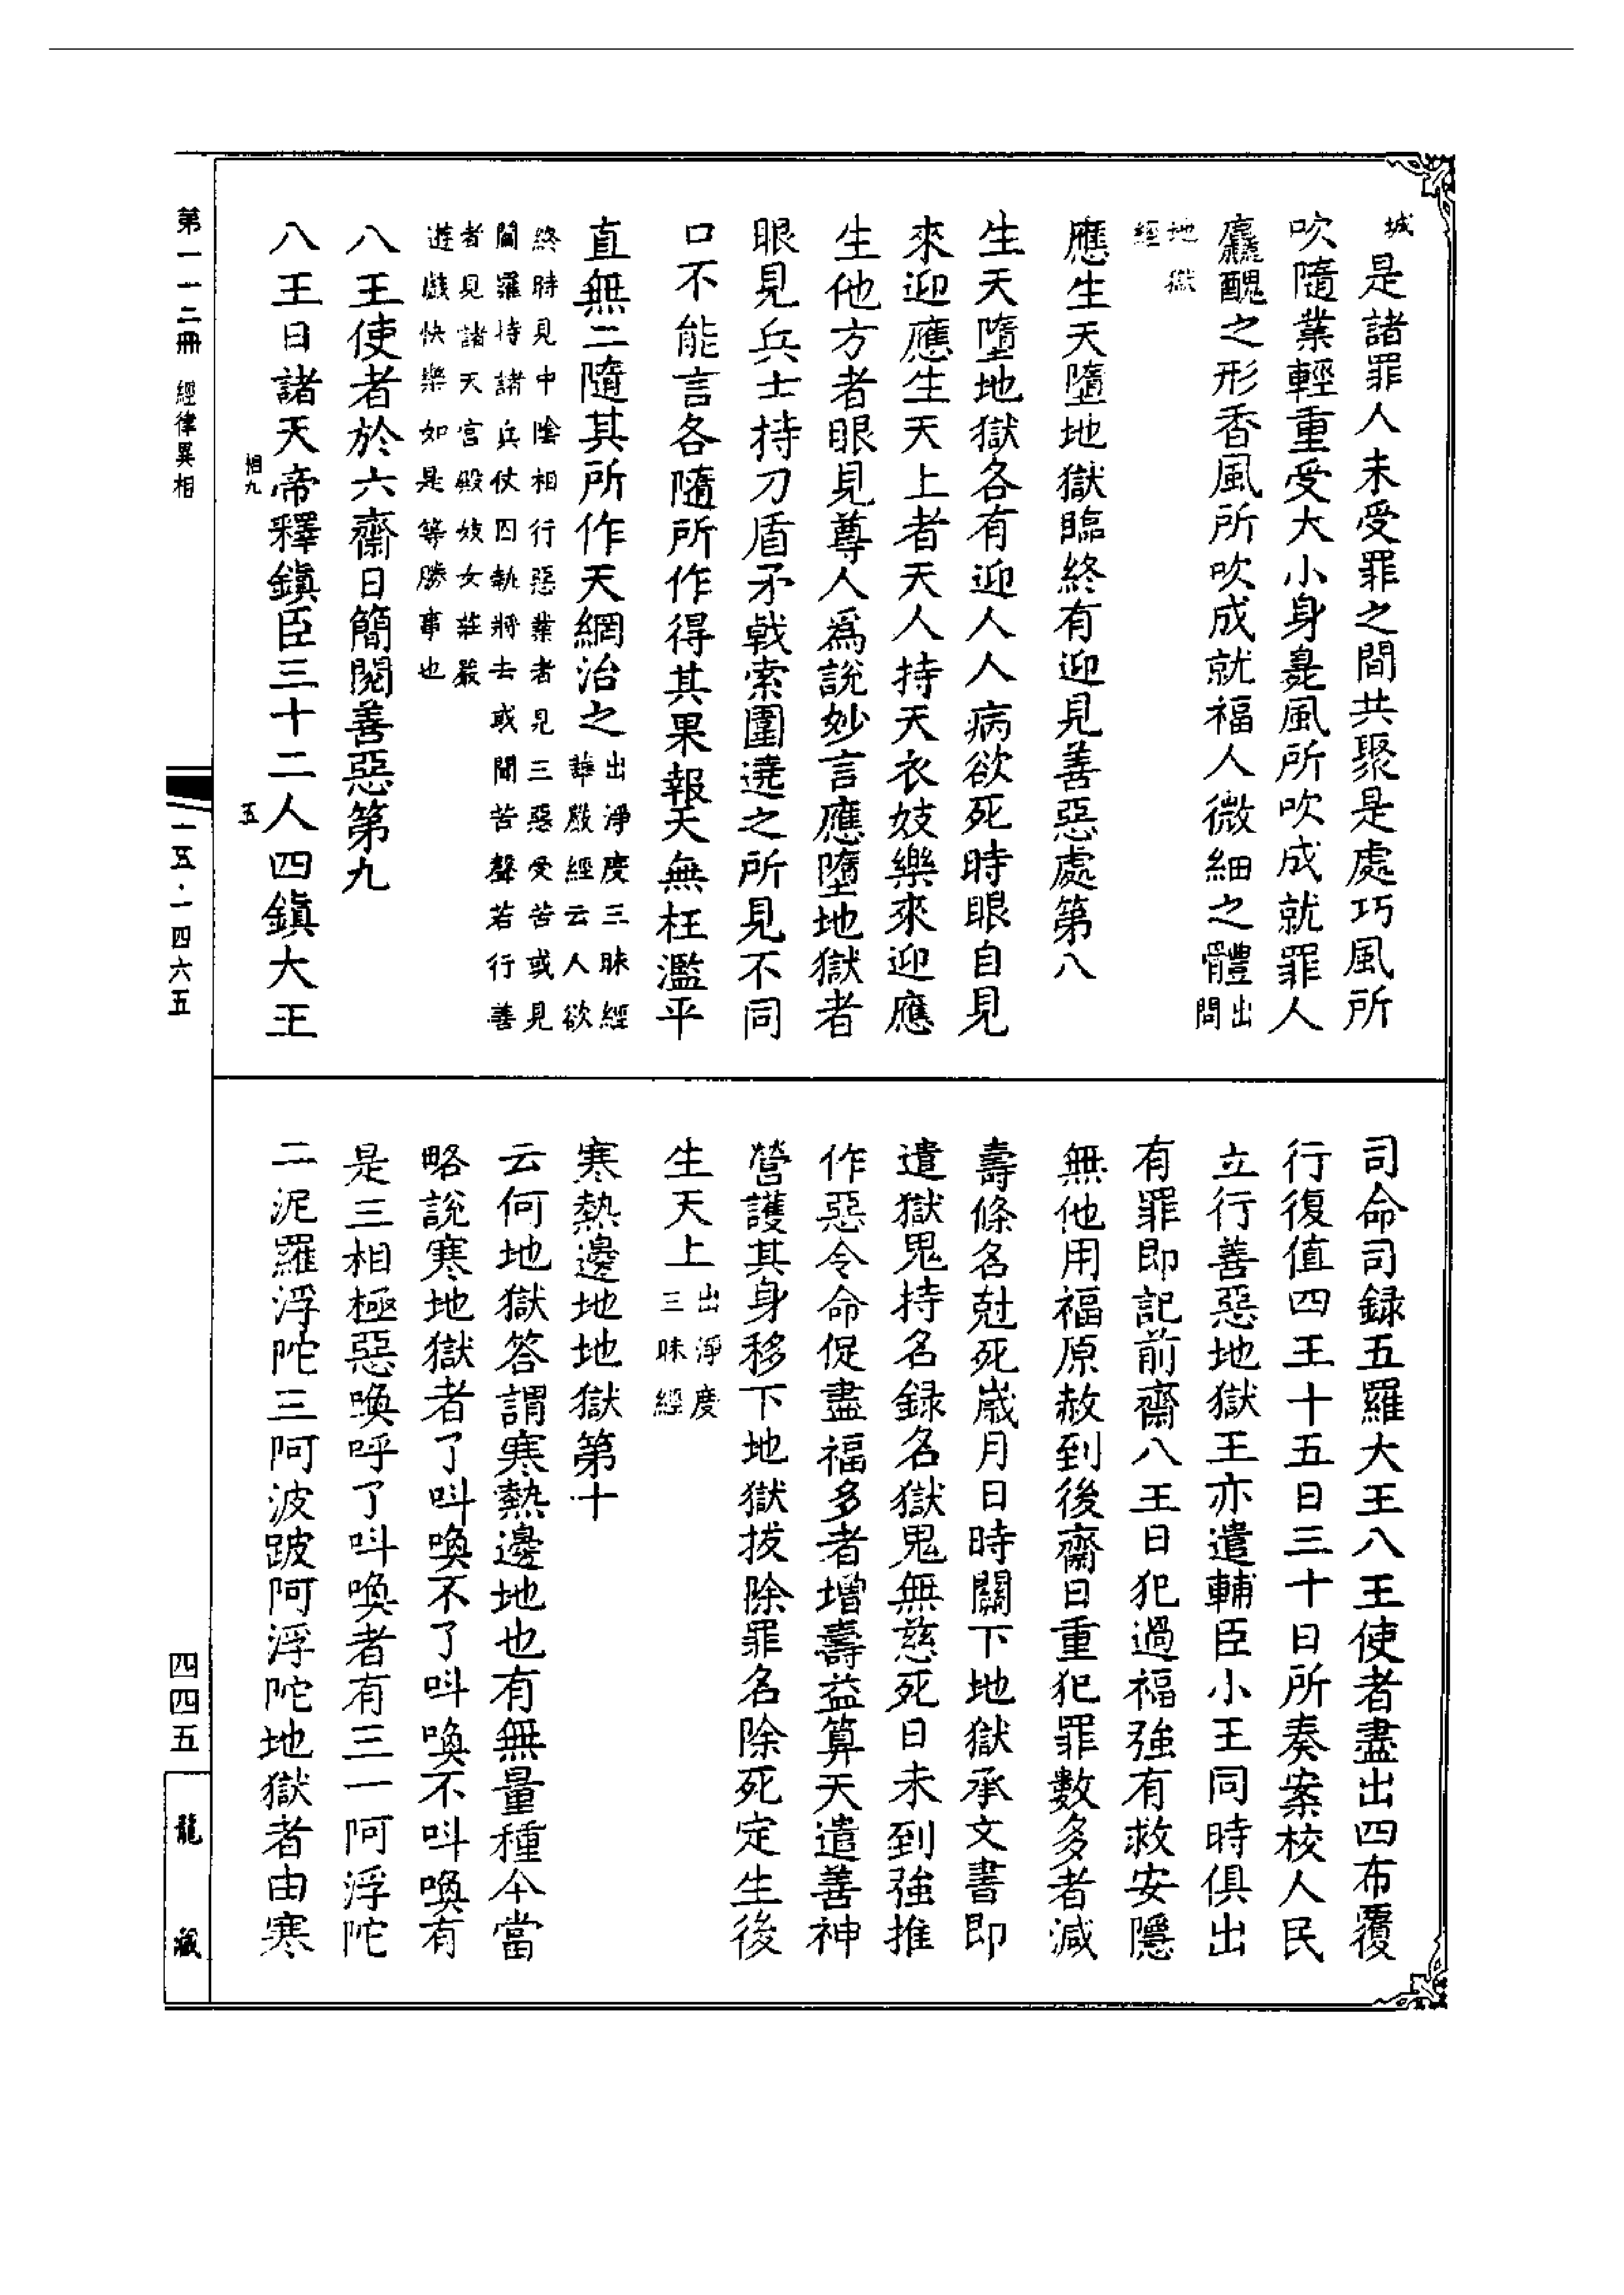 城是諸罪人未受罪之間共聚是處巧風所
吹隨業輕重受大小身臰風所吹成就罪人
麤醜之形香風所吹成就福人微細之體出問
地獄
經
應生天墮地獄臨終有迎見善惡處第八
生天墮地獄各有迎人人病欲死時眼自見
來迎應生天上者天人持天衣妓樂來迎應
生他方者眼見尊人爲說妙言應墮地獄者
眼見兵士持刀盾矛戟索圍遶之所見不同
口不能言各隨所作得其果報天無枉濫平
直無二隨其所作天網治之
出淨度三昧經
華嚴經云人欲
終時見中陰相行惡業者見三惡受苦或見
閻羅持諸兵仗囚執將去或聞苦聲若行善
者見諸天宮殿妓女莊嚴
遊戲快樂如是等勝事也
八王使者於六齋日簡閱善惡第九
八王日諸天帝釋鎮臣三十二人四鎮大王
相九
五
司命司録五羅大王八王使者盡出四布覆
行復值四王十五日三十日所奏案校人民
立行善惡地獄王亦遣輔臣小王同時俱出
有罪即記前齋八王日犯過福強有救安隱
無他用福原赦到後齋日重犯罪數多者減
壽條名尅死歲月日時關下地獄承文書即
遣獄鬼持名録名獄鬼無慈死日未到強推
作惡令命促盡福多者增壽益算天遣善神
營護其身移下地獄拔除罪名除死定生後
生天上
出淨度
三昧經
寒熱邊地地獄第十
云何地獄答謂寒熱邊地也有無量種今當
略說寒地獄者了叫喚不了叫喚不叫喚有
是三相極惡喚呼了叫喚者有三一阿浮陀
二泥羅浮陀三阿波跛阿浮陀地獄者由寒
第一一二冊 經律異相
一五·一四六五
四四五
龍藏